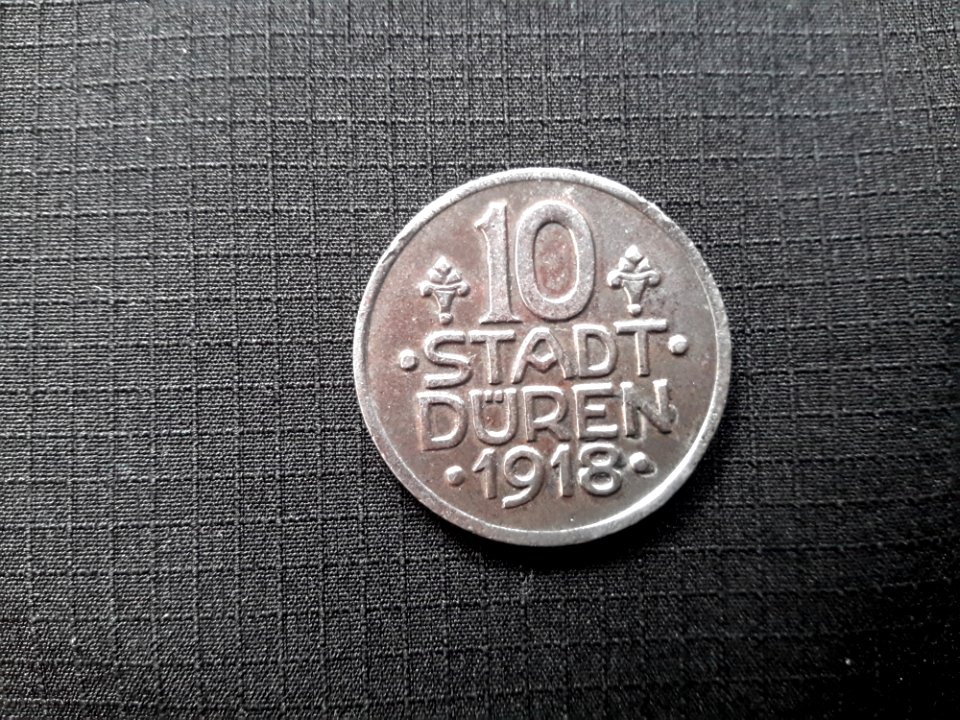 10
·STADT·
DÜREN
·1918·